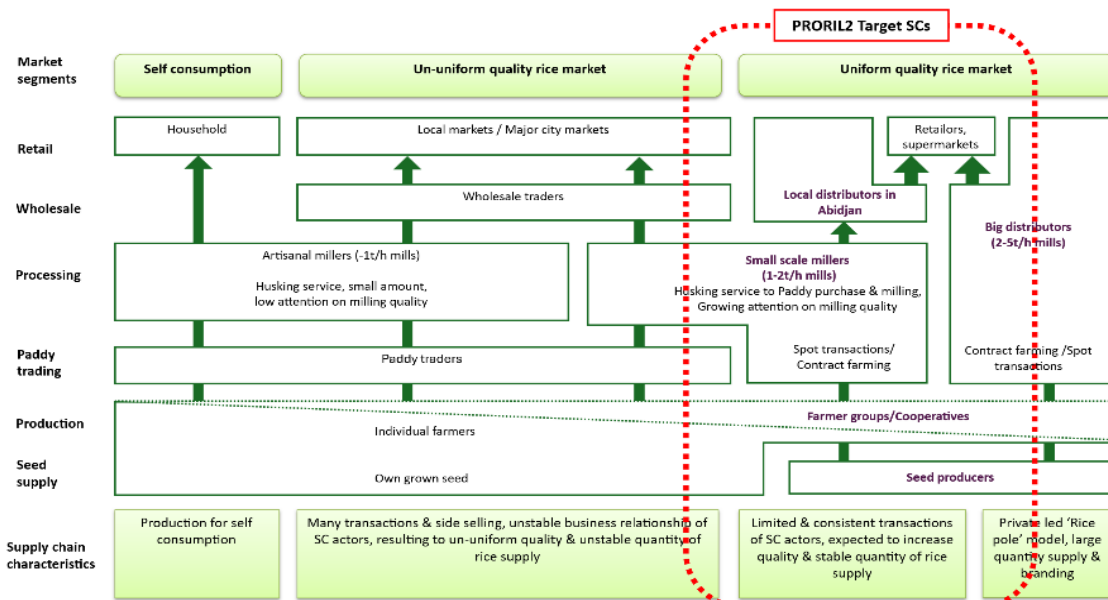 PRORIL2 Target SCs
Market
segments
Self consumption
Un-uniform quality rice market
Uniform quality rice market
Retail
Household
Local markets / Major city markets
Retailors,
supermarkets
Wholesale
Wholesale traders
Local distributors in
Abidjan
Big distributors
(2-5t/h mills)
Processing
Artisanal millers (-1t/h mills)
Husking service, small amount,
low attention on milling quality
Small scale millers
(1-2t/h mills)
Husking service to Paddy purchase & milling,
Growing attention on milling quality
Paddy
trading
Paddy traders
Spot transactions/
Contract farming
Contract farming /Spot
transactions
Production
Individual farmers
Farmer groups/Cooperatives
Seed
supply
Own grown seed
Seed producers
Supply chain
characteristics
Production for self
consumption
Many transactions & side selling, unstable business relationship of
SC actors, resulting to un-uniform quality & unstable quantity of
rice supply
Limited & consistent transactions
of SC actors, expected to increase
quality & stable quantity of rice
supply
Private led ‘Rice
pole’ model, large
quantity supply &
branding